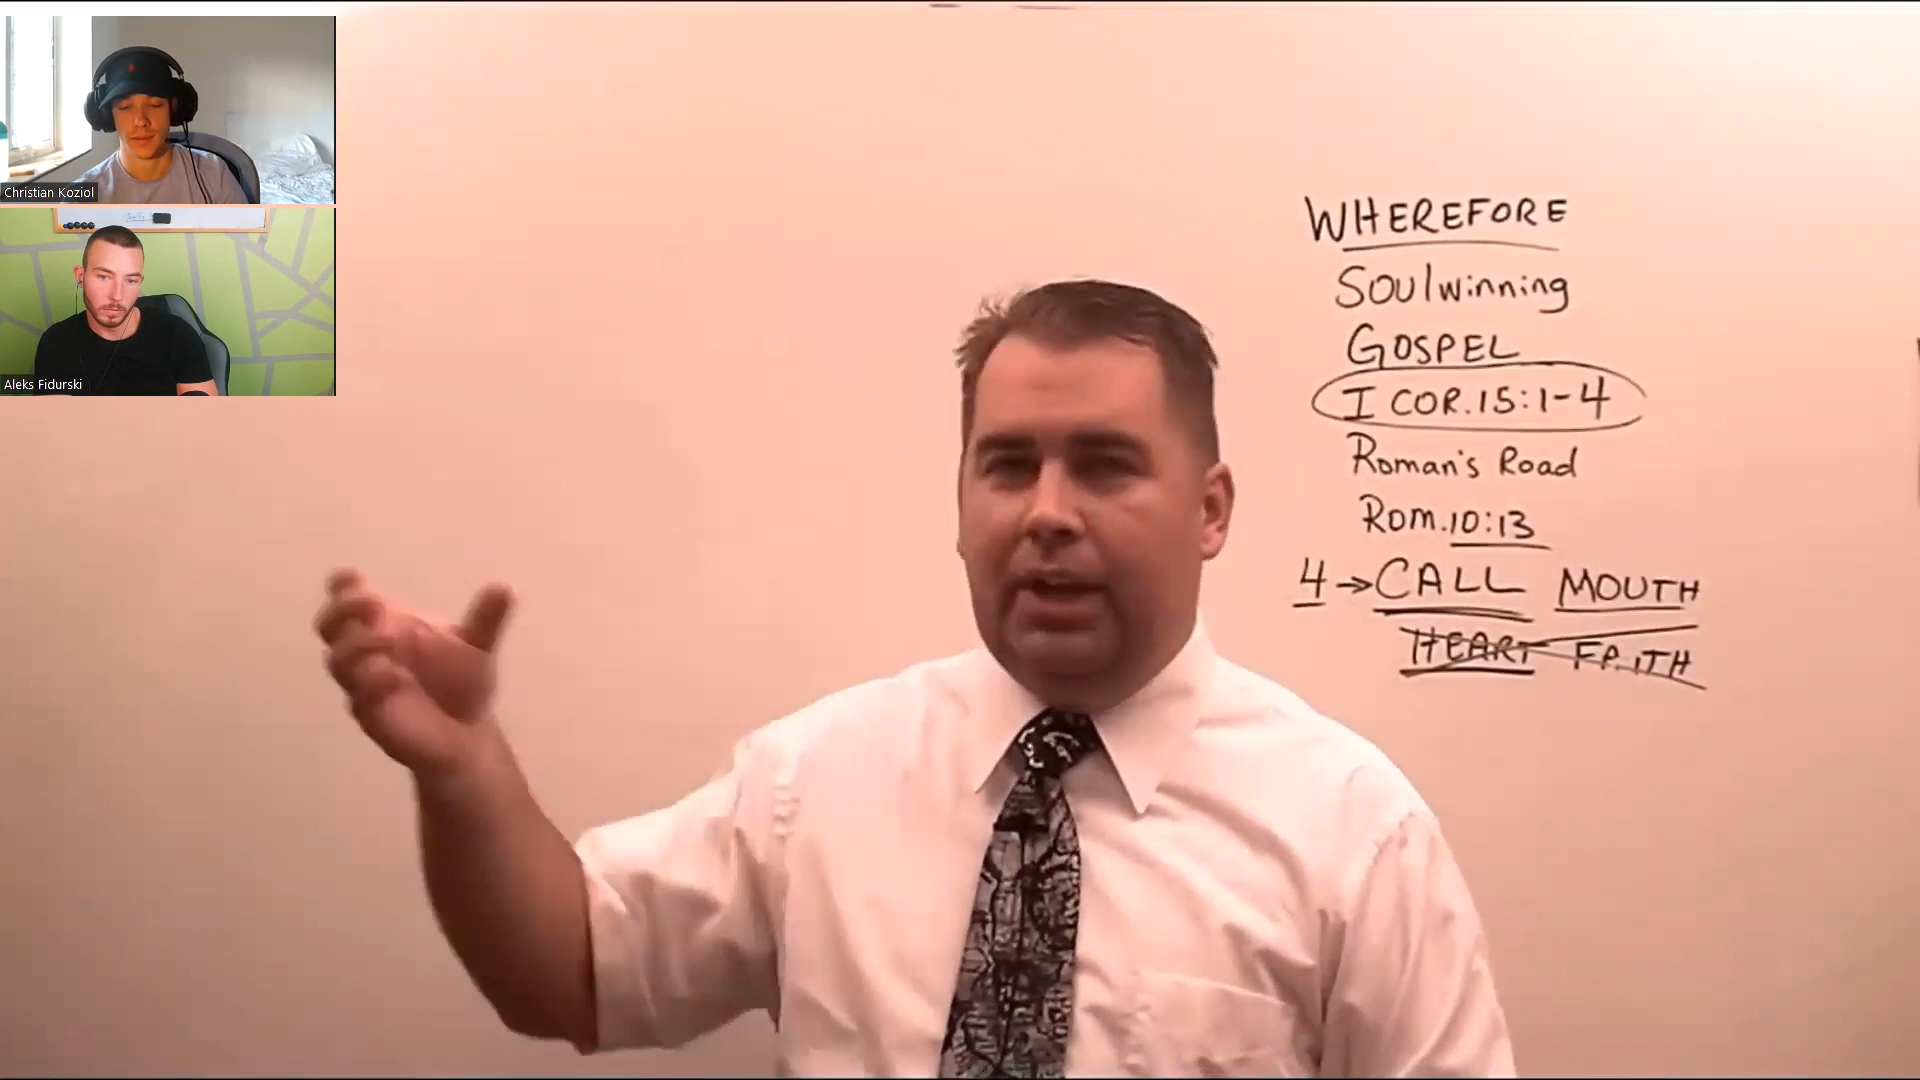 Christian Koziol
Aleks Fidurski
WHEREFORE
Soulwinning
GOSPEL
I COR. 15:1-4
Roman's Road
Rom. 10:13
4 → CALL MOUTH
HEART FAITH